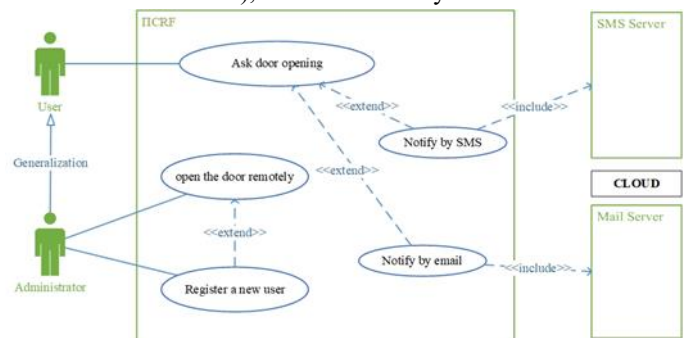 IICRF
SMS Server
Ask door opening
User
<<extend>>
<<include>>
Notify by SMS
Generalization
<<extend>>
open the door remotely
CLOUD
Mail Server
<<extend>>
Notify by email
<<include>>
Administrator
Register a new user